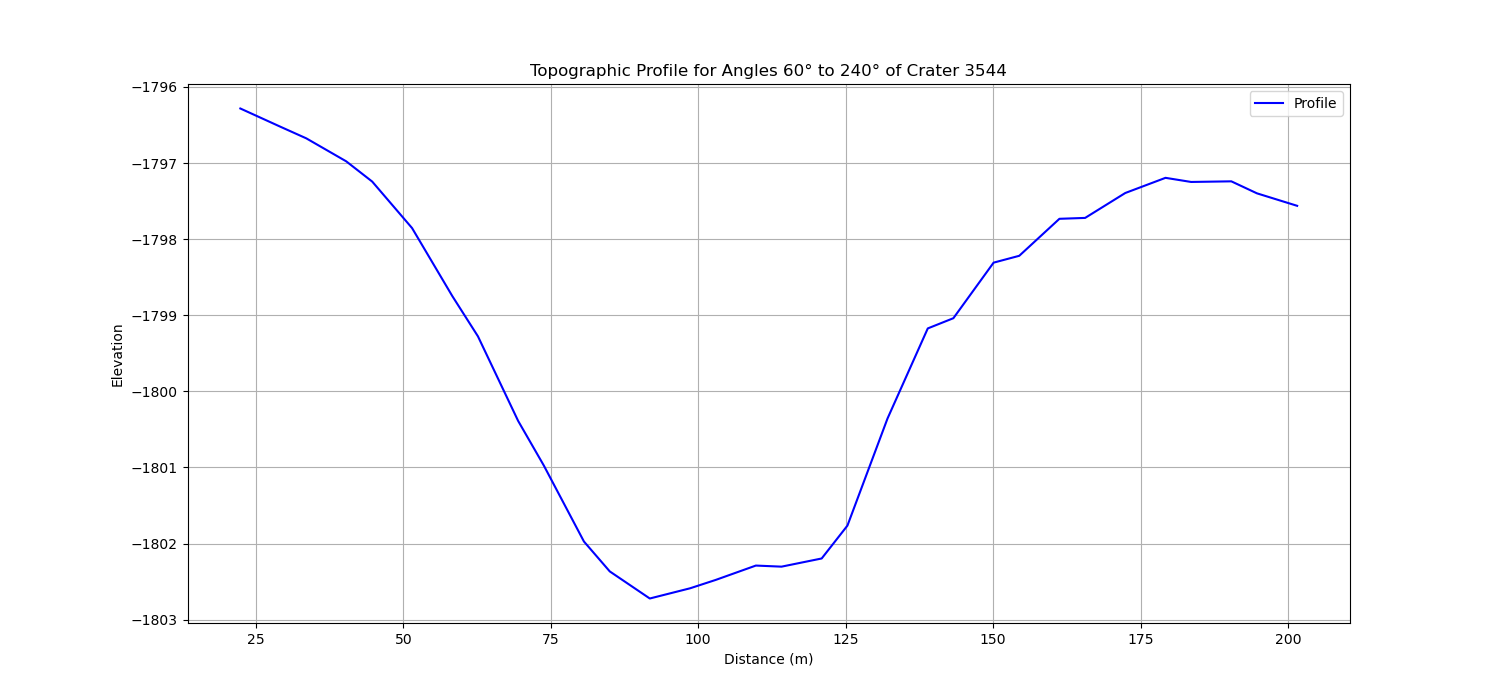 Topographic Profile for Angles 60° to 240° of Crater 3544
Profile
Elevation
−1796
−1797
−1798
−1799
−1800
−1801
−1802
−1803
25 50 75 100 125 150 175 200
Distance (m)